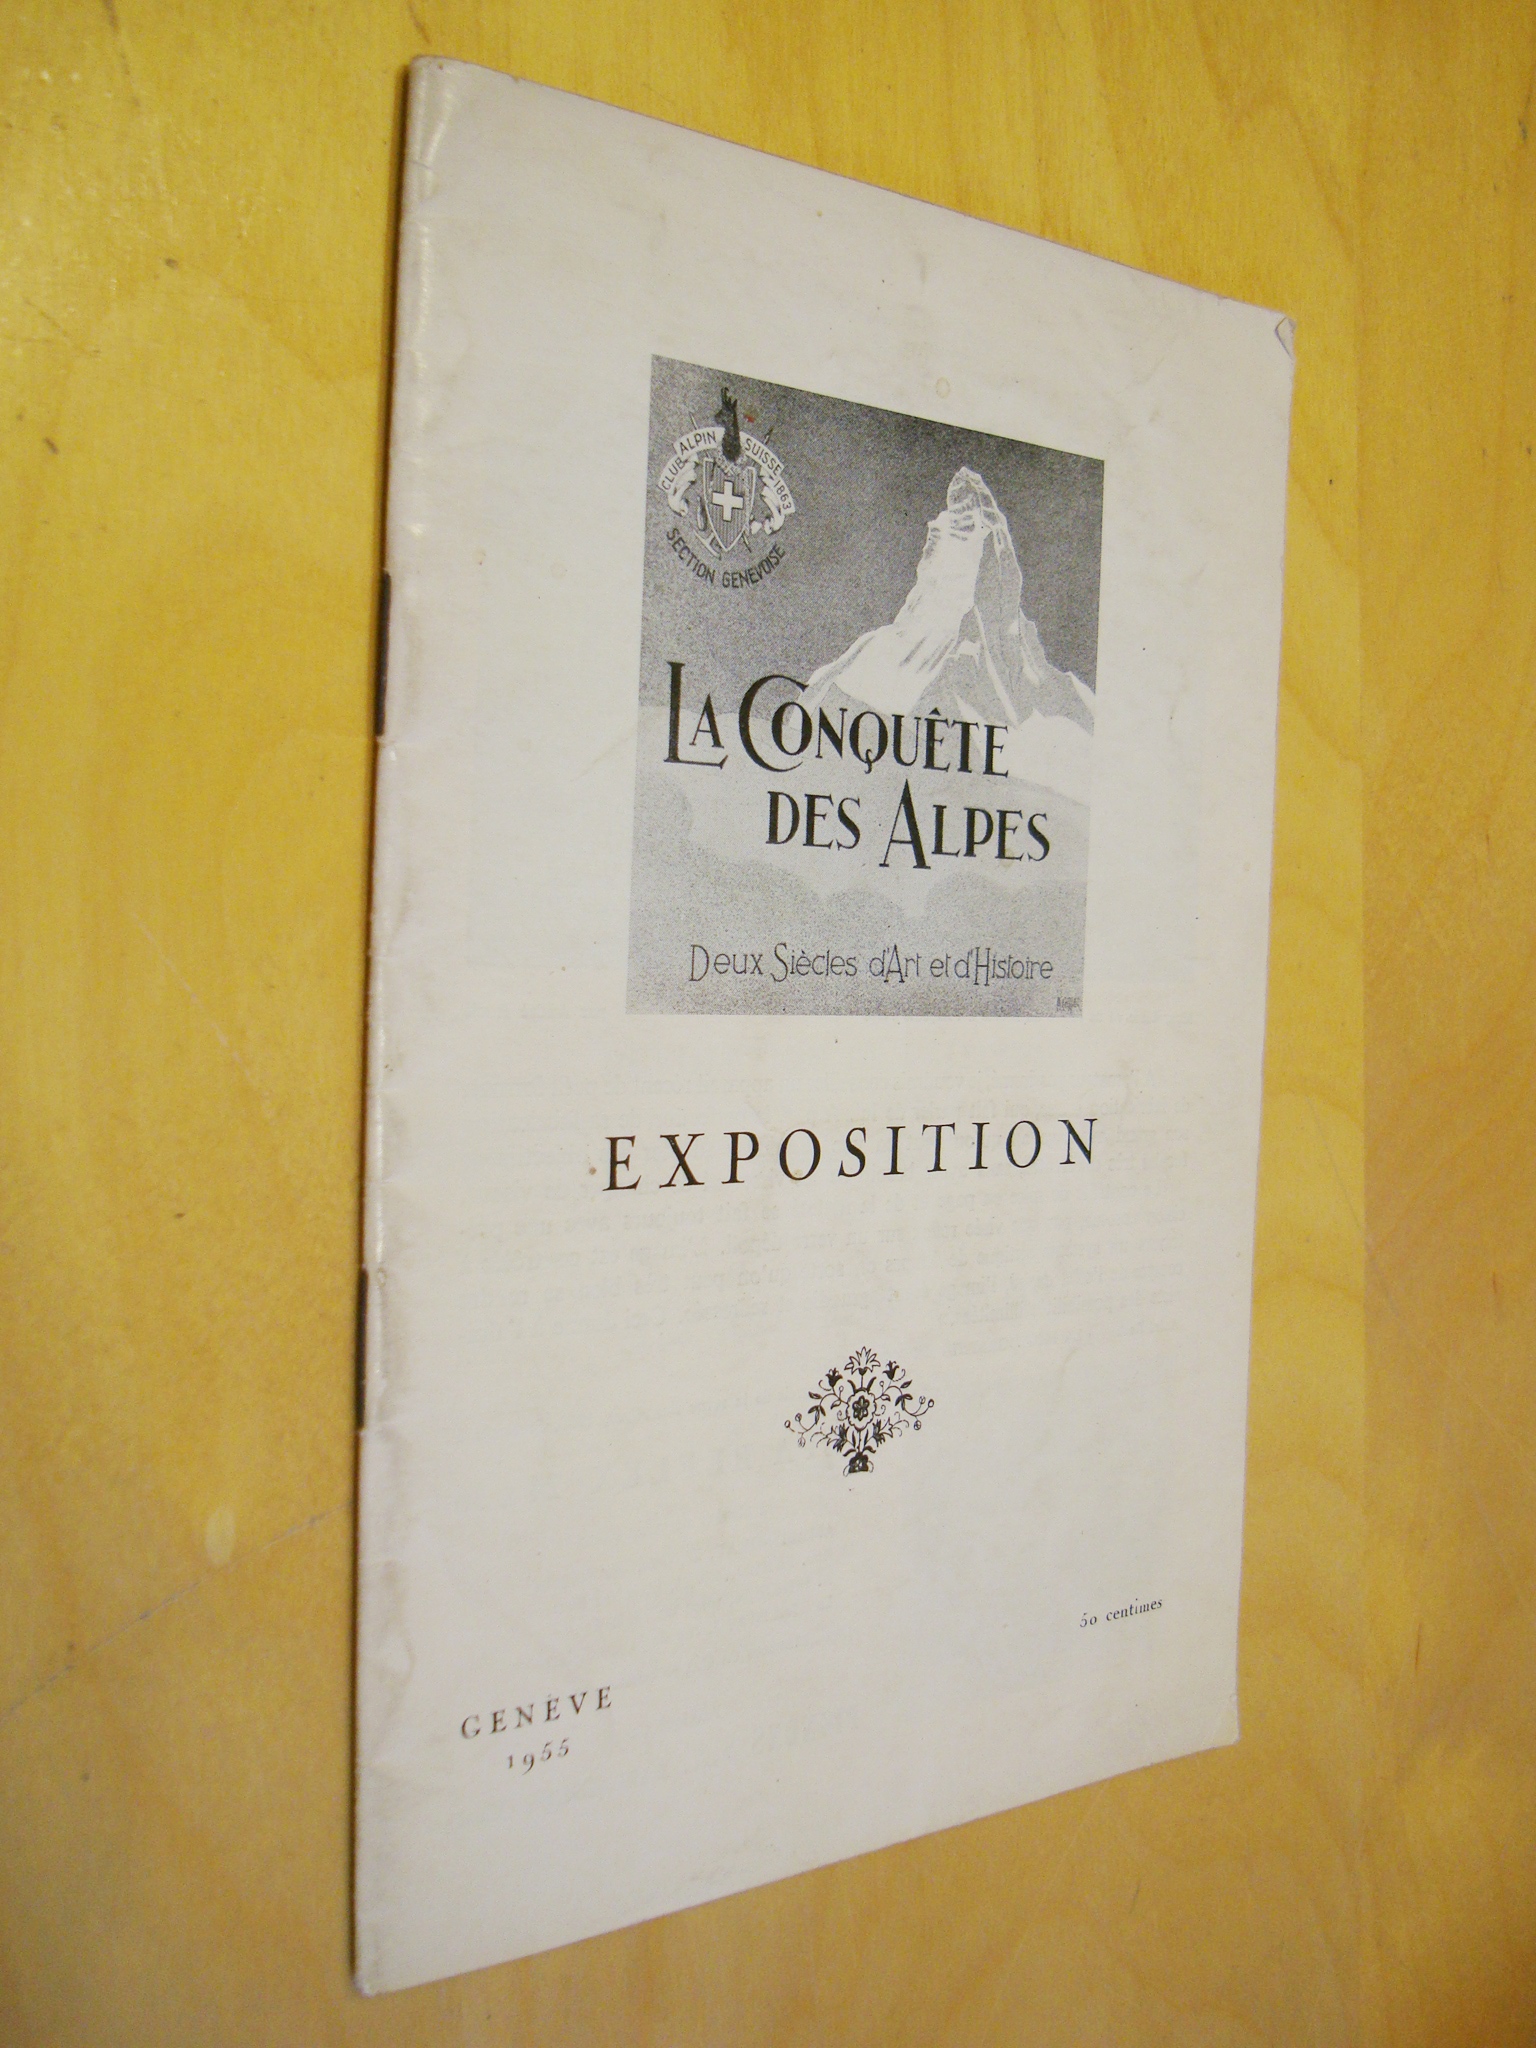 CLUB ALPIN SUISSE 1863
SECTION GENEVOISE
LA CONQUÊTE
DES ALPES
Deux Siècles d'Art et d'Histoire
EXPOSITION
50 centimes
GENÈVE
1955